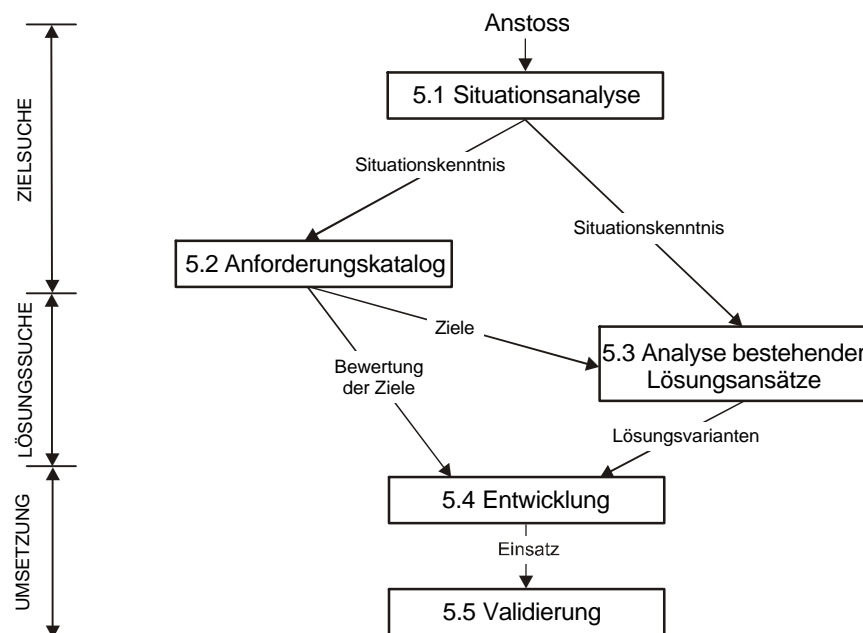 Anstoss
5.1 Situationsanalyse
ZIELSUCHE
Situationskenntnis
Situationskenntnis
5.2 Anforderungskatalog
Ziele
5.3 Analyse bestehender
Lösungsansätze
Bewertung
der Ziele
LÖSUNGSSUCHE
Lösungsvarianten
5.4 Entwicklung
Einsatz
UMSETZUNG
5.5 Validierung